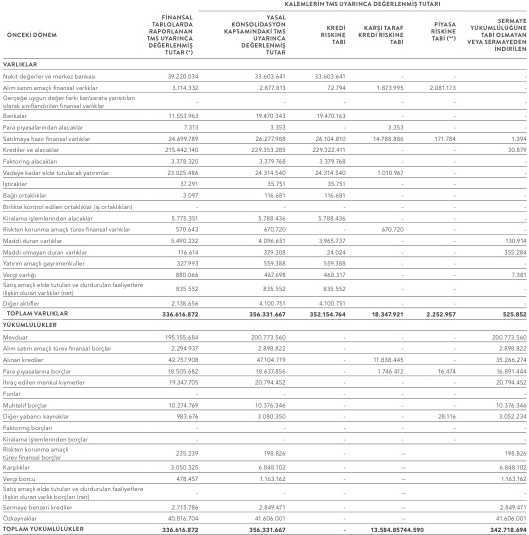 KALEMLERİN TMS UYARINCA DEĞERLENMİŞ TUTARI
ÖNCEKİ DÖNEM
FİNANSAL TABLOLARDA RAPORLANAN TMS UYARINCA DEĞERLENMİŞ TUTAR (*)
YASAL KONSOLİDASYON KAPSAMINDAKİ TMS UYARINCA DEĞERLENMİŞ TUTAR
KREDİ RİSKİNE TABİ
KARŞI TARAF KREDİ RİSKİNE TABİ
PİYASA RİSKİNE TABİ (**)
SERMAYE YÜKÜMLÜLÜĞÜNE TABİ OLMAYAN VEYA SERMAYEDEN İNDİRİLEN
VARLIKLAR
Nakit değerler ve merkez bankası 39.220.034 33.603.641 33.603.641 - - -
Alım satım amaçlı finansal varlıklar 3.114.332 2.877.813 72.794 1.873.995 2.081.173 -
Gerçeğe uygun değer farkı kar/zarara yansıtılan
olarak sınıflandırılan finansal varlıklar - - - - - -
Bankalar 11.553.963 19.470.343 19.470.163 - - -
Para piyasalarından alacaklar 7.313 3.353 - 3.353 - -
Satılmaya hazır finansal varlıklar 24.699.789 26.277.988 26.104.810 14.788.886 171.784 1.394
Krediler ve alacaklar 215.442.140 229.353.285 229.322.411 - - 30.879
Faktoring alacakları 3.378.320 3.379.768 3.379.768 - - -
Vadeye kadar elde tutulacak yatırımlar 23.025.486 24.314.540 24.314.540 1.010.967 - -
İştirakler 37.291 35.751 35.751 - - -
Bağlı ortaklıklar 3.097 116.681 116.681 - - -
Birlikte kontrol edilen ortaklıklar (iş ortaklıkları) - - - - - -
Kiralama işlemlerinden alacaklar 5.775.351 5.788.436 5.788.436 - - -
Riskten korunma amaçlı türev finansal varlıklar 570.643 670.720 - 670.720 - -
Maddi duran varlıklar 5.490.232 4.096.651 3.965.737 - - 130.914
Maddi olmayan duran varlıklar 116.614 379.308 24.024 - - 355.284
Yatırım amaçlı gayrimenkuller 327.993 559.388 559.388 - - -
Vergi varlığı 880.066 467.698 460.317 - - 7.381
Satış amaçlı elde tutulan ve durdurulan faaliyetlere
ilişkin duran varlıklar (net) 835.552 835.552 835.552 - - -
Diğer aktifler 2.138.656 4.100.751 4.100.751 - - -
TOPLAM VARLIKLAR 336.616.872 356.331.667 352.154.764 18.347.921 2.252.957 525.852
YÜKÜMLÜLÜKLER
Mevduat 195.155.684 200.773.560 - - - 200.773.560
Alım satım amaçlı türev finansal borçlar 2.294.937 2.898.822 - - - 2.898.822
Alınan krediler 42.757.908 47.104.719 - 11.838.445 - 35.266.274
Para piyasalarına borçlar 18.505.682 18.637.856 - 1.746.412 16.474 16.891.444
İhraç edilen menkul kıymetler 19.347.705 20.794.452 - - - 20.794.452
Fonlar - - - - - -
Muhtelif borçlar 10.274.769 10.376.346 - - - 10.376.346
Diğer yabancı kaynaklar 983.676 3.080.350 - - 28.116 3.052.234
Faktoring borçları - - - - - -
Kiralama işlemlerinden borçlar - - - - - -
Riskten korunma amaçlı
türev finansal borçlar 235.239 198.826 - -- 198.826
Karşılıklar 3.050.325 6.848.102 - -- 6.848.102
Vergi borcu 478.457 1.163.162 - -- 1.163.162
Satış amaçlı elde tutulan ve durdurulan faaliyetlere
ilişkin duran varlık borçları (net) - - - -- -
Sermaye benzeri krediler 2.715.786 2.849.471 - -- 2.849.471
Özkaynaklar 40.816.704 41.606.001 - -- 41.606.001
TOPLAM YÜKÜMLÜLÜKLER 336.616.872 356.331.667 - 13.584.85744.590 342.718.694